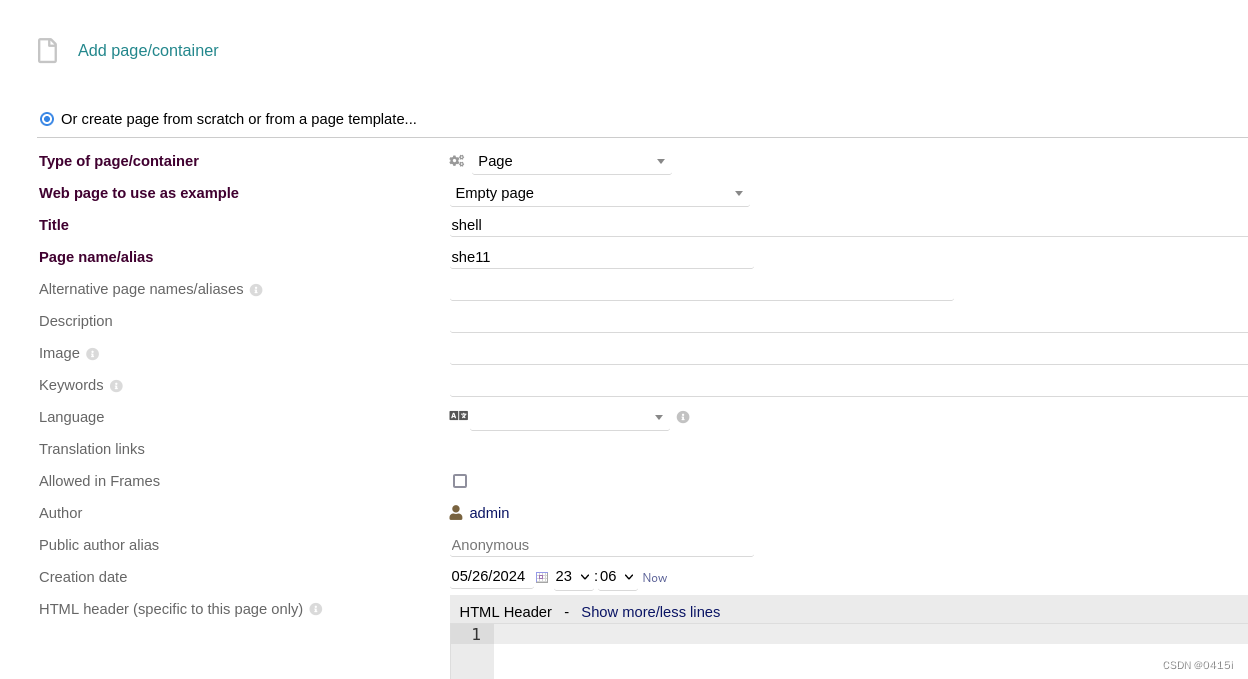 Add page/container
Or create page from scratch or from a page template...
Type of page/container Page
Web page to use as example Empty page
Title shell
Page name/alias she11
Alternative page names/aliases
Description
Image
Keywords
Language
Translation links
Allowed in Frames
Author admin
Public author alias Anonymous
Creation date 05/26/2024 23 : 06 Now
HTML header (specific to this page only) HTML Header - Show more/less lines
1
CSDN @0415i